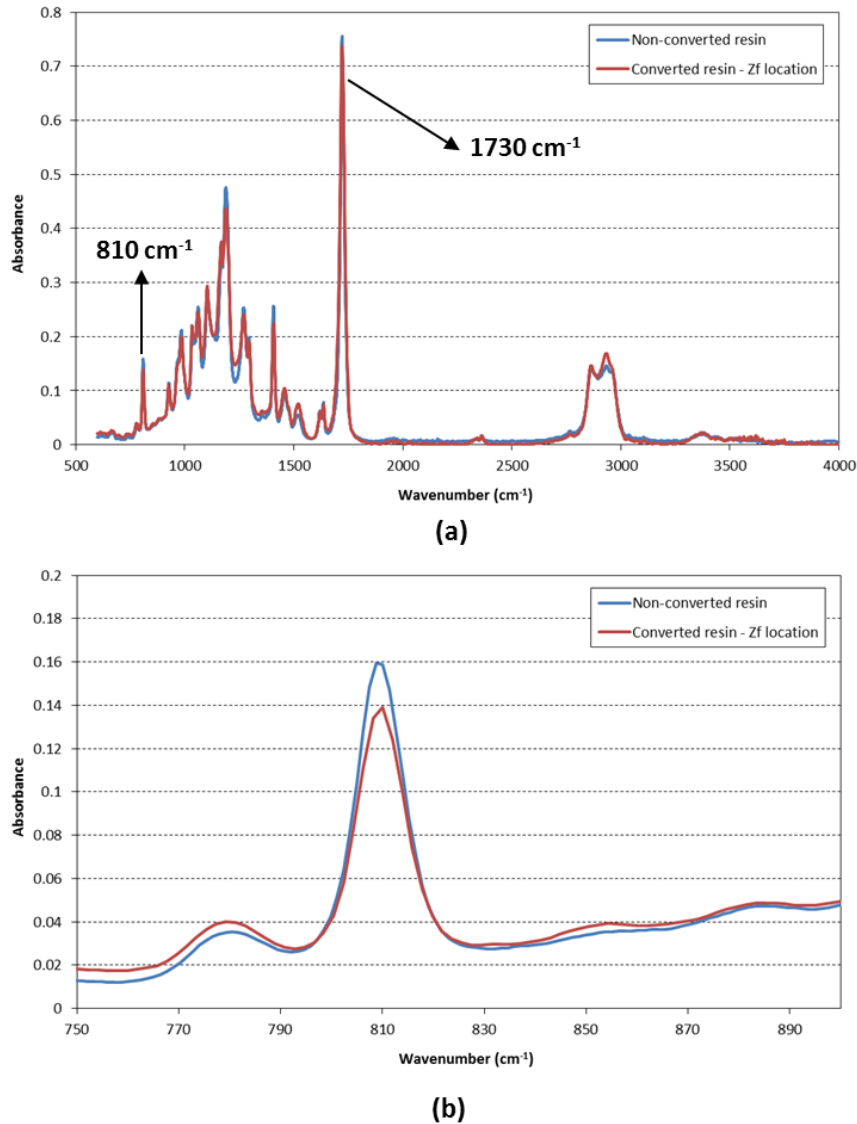 0.8
Non-converted resin
Converted resin - Zf location
0.7
0.6
1730 cm-1
0.5
Absorbance
0.4
810 cm-1
0.3
0.2
0.1
0
500 1000 1500 2000 2500 3000 3500 4000
Wavenumber (cm-1)
(a)
0.2
Non-converted resin
Converted resin - Zf location
0.18
0.16
0.14
0.12
Absorbance
0.1
0.08
0.06
0.04
0.02
0
750 770 790 810 830 850 870 890
Wavenumber (cm-1)
(b)